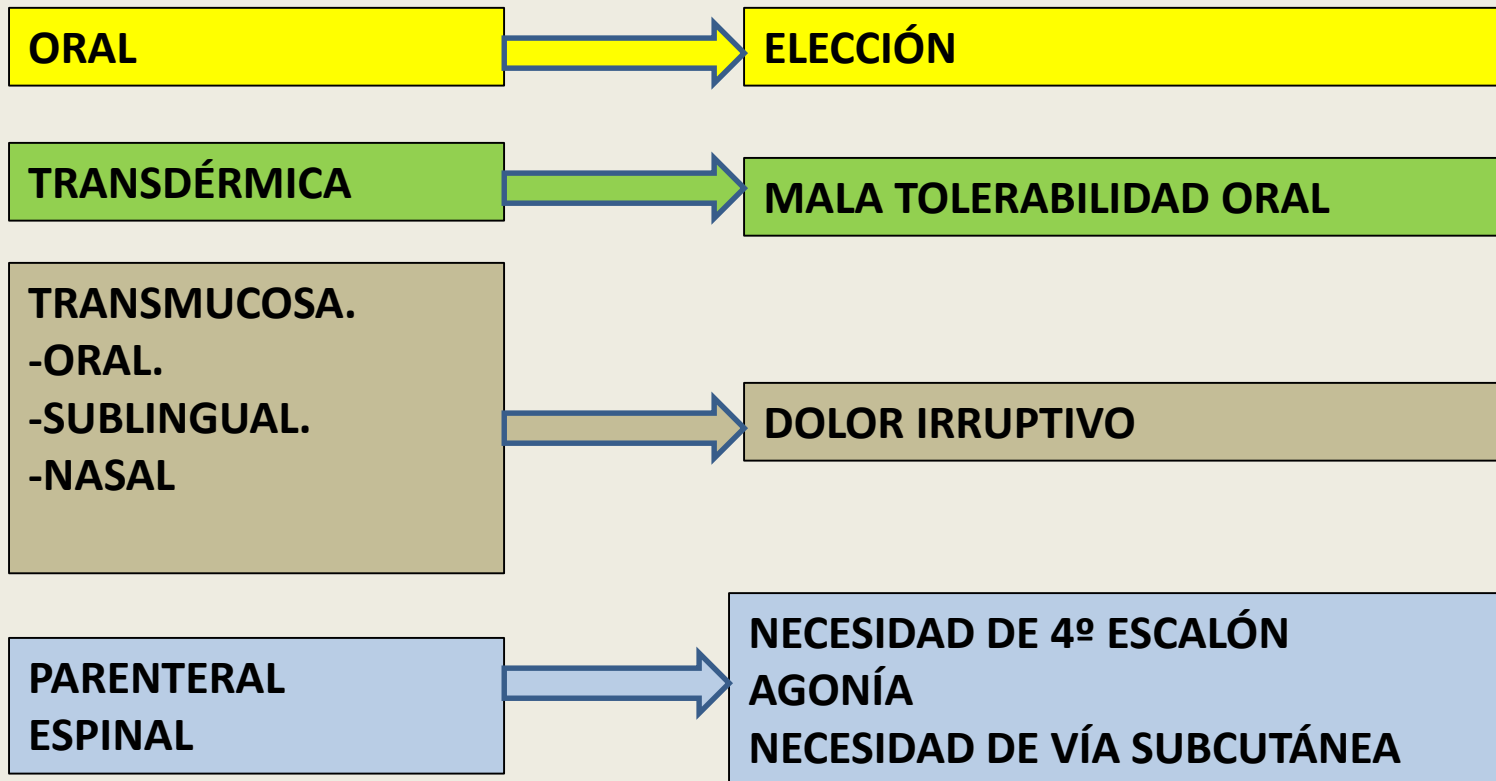 ORAL
ELECCIÓN
TRANSDÉRMICA
MALA TOLERABILIDAD ORAL
TRANSMUCOSA.
-ORAL.
-SUBLINGUAL.
-NASAL
DOLOR IRRUPTIVO
PARENTERAL
ESPINAL
NECESIDAD DE 4º ESCALÓN
AGONÍA
NECESIDAD DE VÍA SUBCUTÁNEA